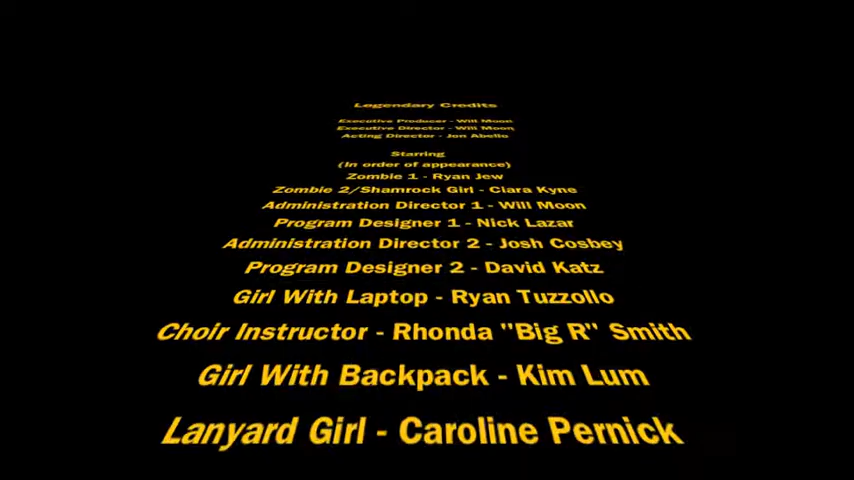 Legendary Credits
Executive Producer - Will Moon
Executive Director - Will Moon
Acting Director - Jon Abello
Starring
(In order of appearance)
Zombie 1 - Ryan Jew
Zombie 2/Shamrock Girl - Clara Kyne
Administration Director 1 - Will Moon
Program Designer 1 - Nick Lazar
Administration Director 2 - Josh Cosbey
Program Designer 2 - David Katz
Girl With Laptop - Ryan Tuzzollo
Choir Instructor - Rhonda "Big R" Smith
Girl With Backpack - Kim Lum
Lanyard Girl - Caroline Pernick